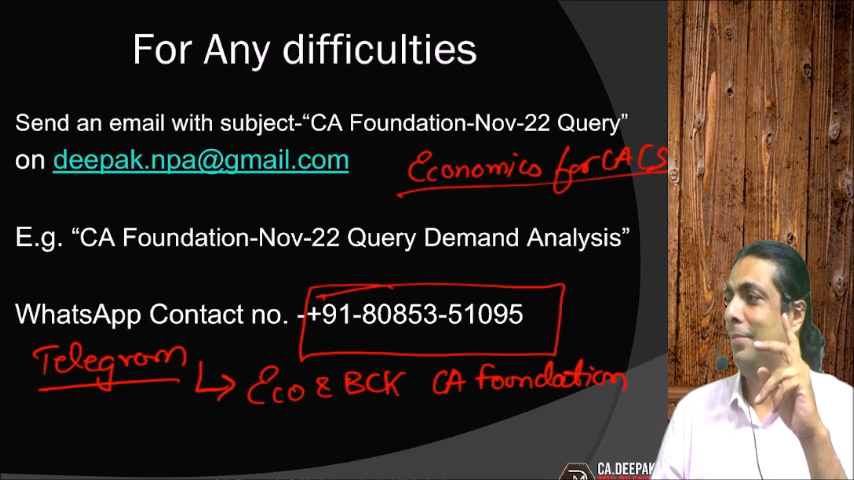 For Any difficulties
Send an email with subject-“CA Foundation-Nov-22 Query”
on deepak.npa@gmail.com
Economics for CACS
E.g. “CA Foundation-Nov-22 Query Demand Analysis”
WhatsApp Contact no. -+91-80853-51095
Telegram
Eco & BCK CA foundation
CA.DEEPAK